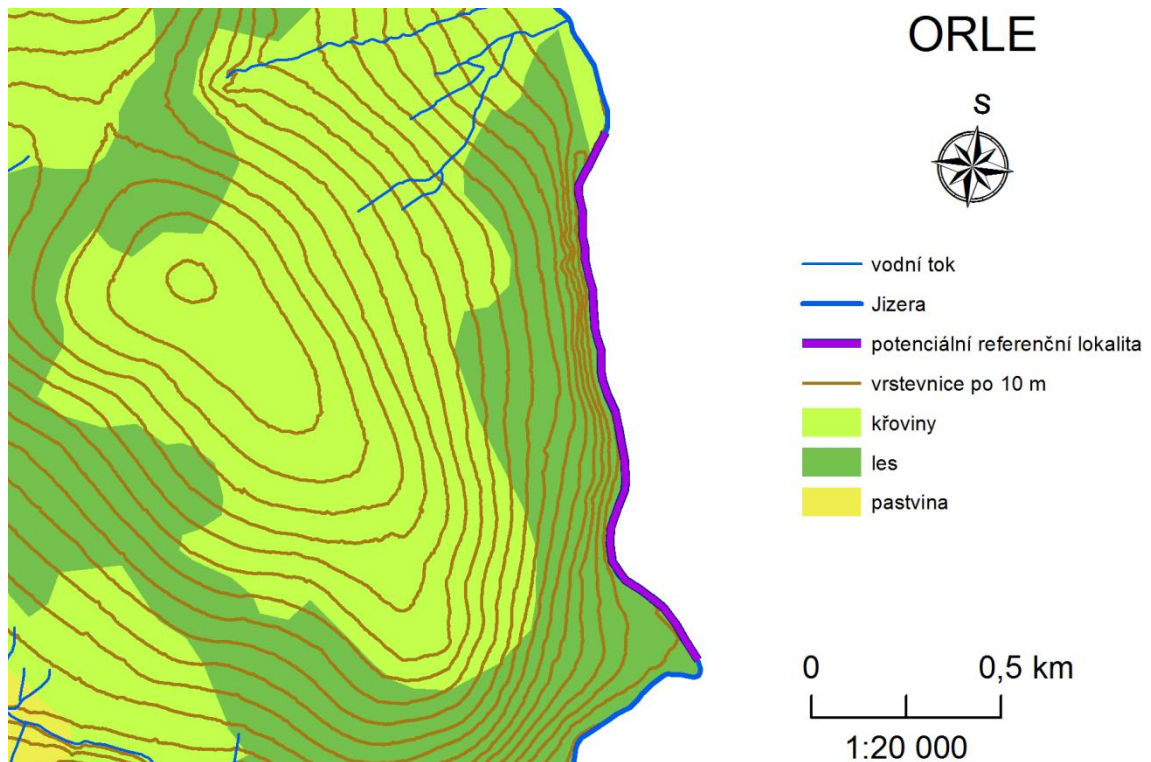 ORLE
S
vodní tok
Jizera
potenciální referenční lokalita
vrstevnice po 10 m
křoviny
les
pastvina
0 0,5 km
1:20 000